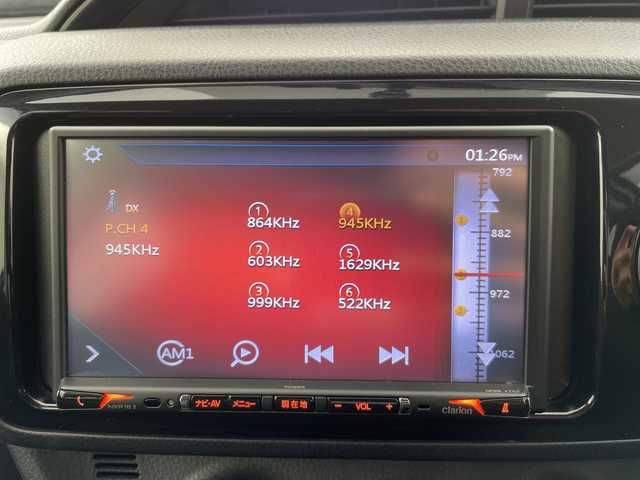 01:26PM
792
DX
P.CH 4
945KHz
1
864KHz
4
945KHz
2
603KHz
5
1629KHz
3
999KHz
6
522KHz
882
972
1062
AM1
ナビ・AV
メニュー
現在地
− VOL +
clarion